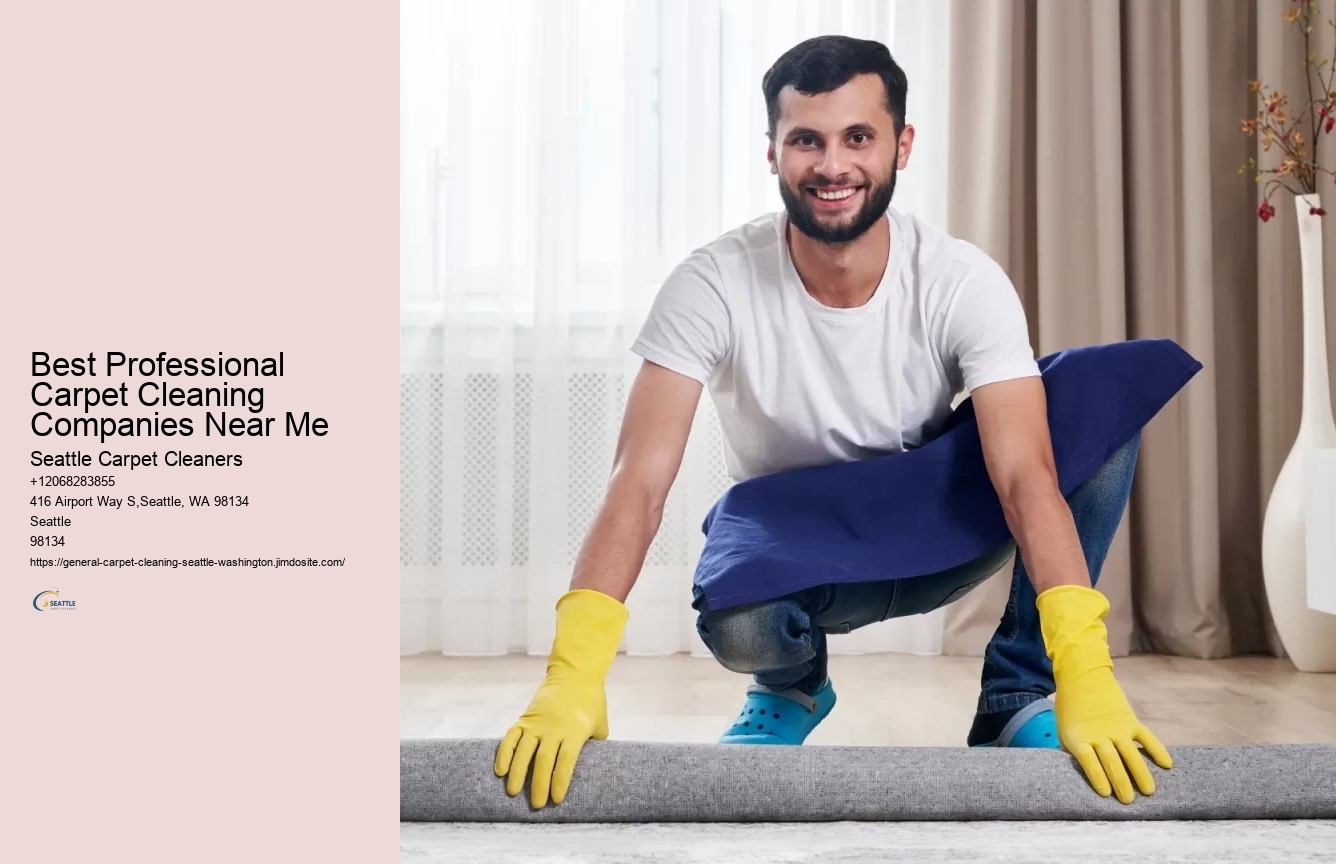 Best Professional
Carpet Cleaning
Companies Near Me
Seattle Carpet Cleaners
+12068283855
416 Airport Way S,Seattle, WA 98134
Seattle
98134
https://general-carpet-cleaning-seattle-washington.jimdosite.com/
SEATTLE